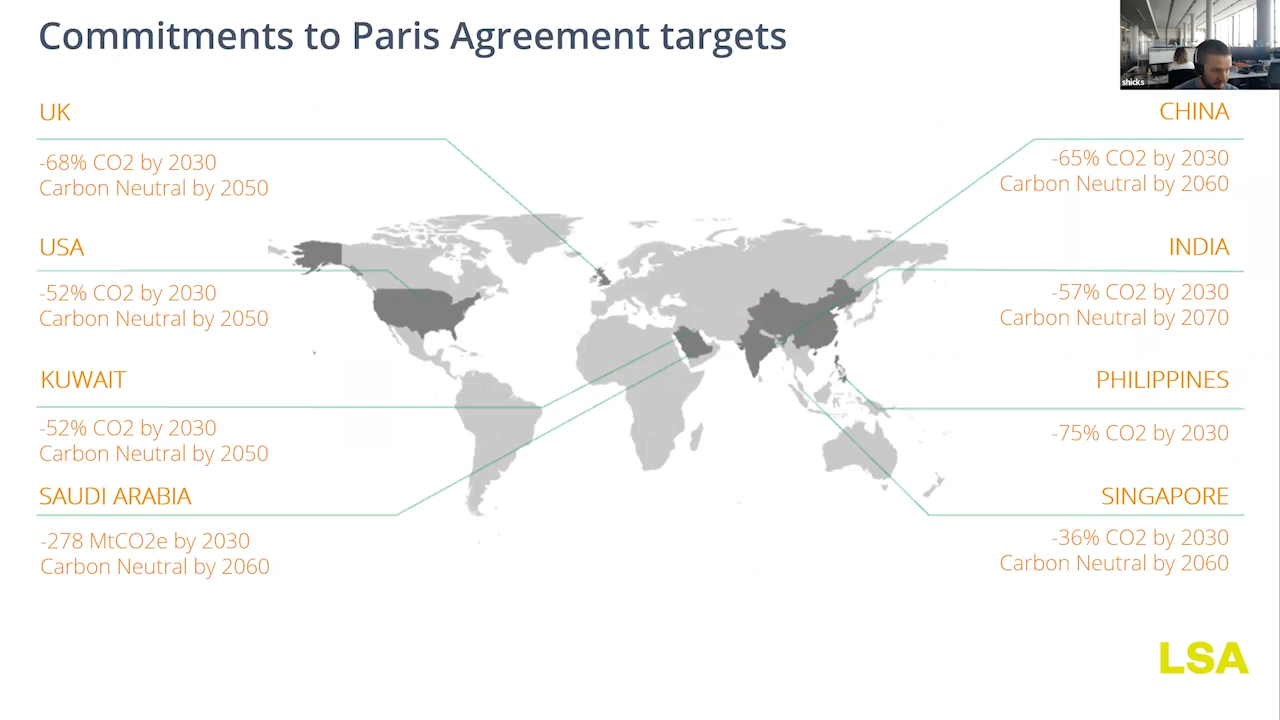 Commitments to Paris Agreement targets
shicks
UK
-68% CO2 by 2030
Carbon Neutral by 2050
USA
-52% CO2 by 2030
Carbon Neutral by 2050
KUWAIT
-52% CO2 by 2030
Carbon Neutral by 2050
SAUDI ARABIA
-278 MtCO2e by 2030
Carbon Neutral by 2060
CHINA
-65% CO2 by 2030
Carbon Neutral by 2060
INDIA
-57% CO2 by 2030
Carbon Neutral by 2070
PHILIPPINES
-75% CO2 by 2030
SINGAPORE
-36% CO2 by 2030
Carbon Neutral by 2060
LSA